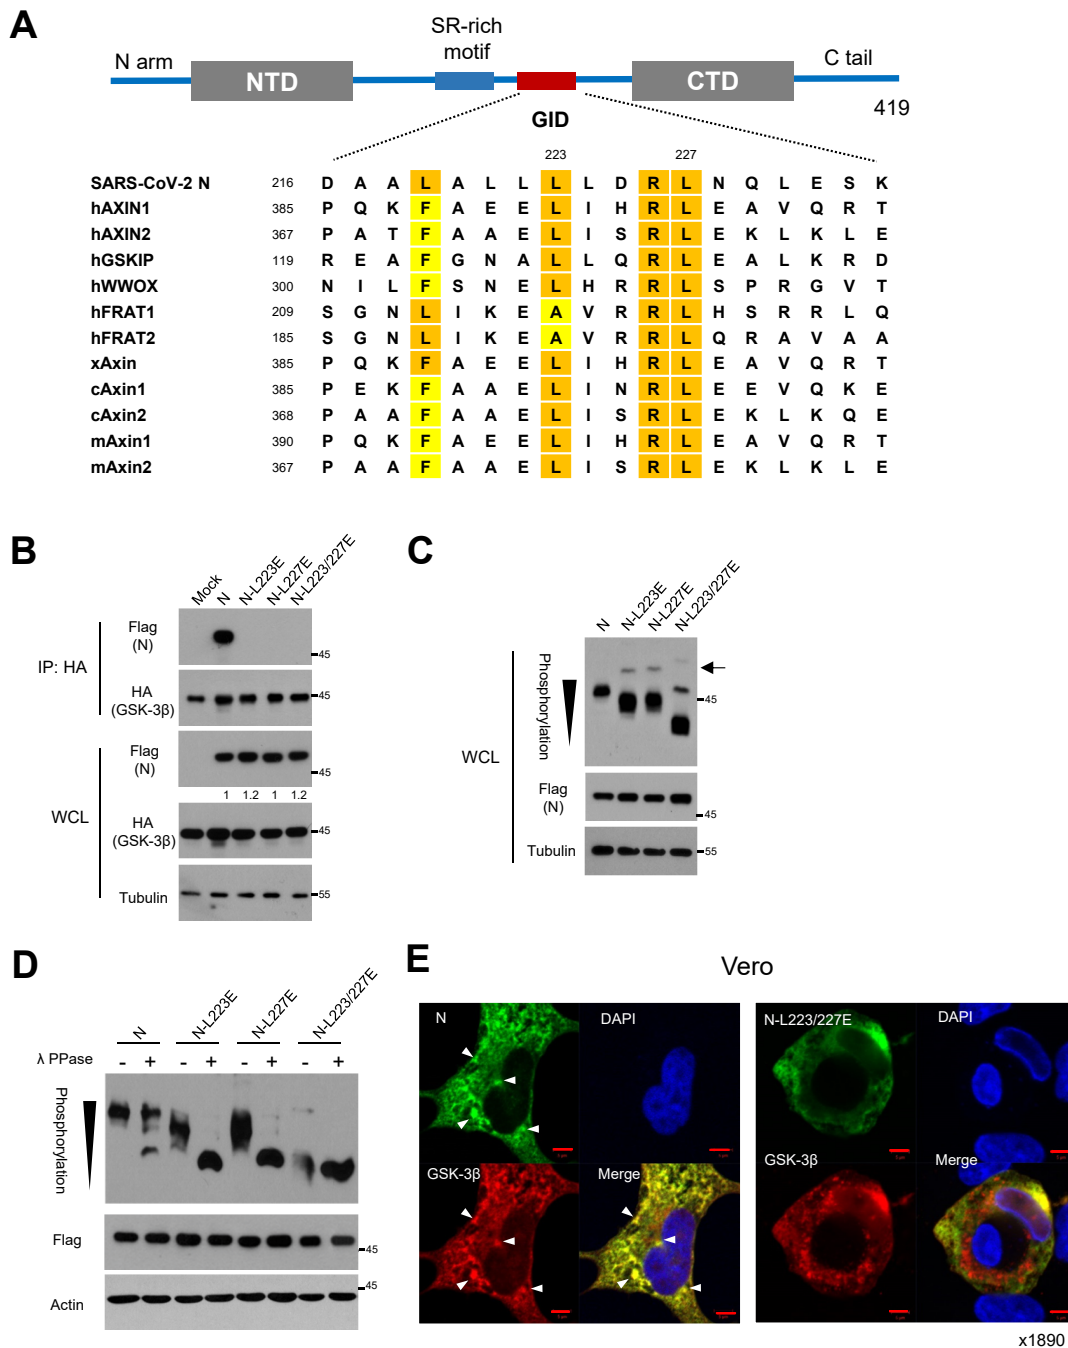 A
SR-rich
motif
N arm
NTD
CTD
C tail
419
GID
223 227
SARS-CoV-2 N 216 D A A L A L L L L D R L N Q L E S K
hAXIN1 385 P Q K F A E E L I H R L E A V Q R T
hAXIN2 367 P A T F A A E L I S R L E K L K L E
hGSKIP 119 R E A F G N A L L Q R L E A L K R D
hWWOX 300 N I L F S N E L H R R L S P R G V T
hFRAT1 209 S G N L I K E A V R R L H S R R L Q
hFRAT2 185 S G N L I K E A V R R L Q R A V A A
xAxin 385 P Q K F A E E L I H R L E A V Q R T
cAxin1 385 P E K F A A E L I N R L E E V Q K E
cAxin2 368 P A A F A A E L I S R L E K L K Q E
mAxin1 390 P Q K F A E E L I H R L E A V Q R T
mAxin2 367 P A A F A A E L I S R L E K L K L E
B
Mock N N-L223E N-L227E N-L223/227E
IP: HA
Flag
(N)
45
HA
(GSK-3β)
45
WCL
Flag
(N)
45
1 1.2 1 1.2
HA
(GSK-3β)
45
Tubulin
55
C
N N-L223E N-L227E N-L223/227E
WCL
Phosphorylation
45
Flag
(N)
45
Tubulin
55
D
N N-L223E N-L227E N-L223/227E
λ PPase - + - + - + - +
Phosphorylation
Flag
45
Actin
45
E
Vero
N
DAPI
GSK-3β
Merge
N-L223/227E
DAPI
GSK-3β
Merge
x1890